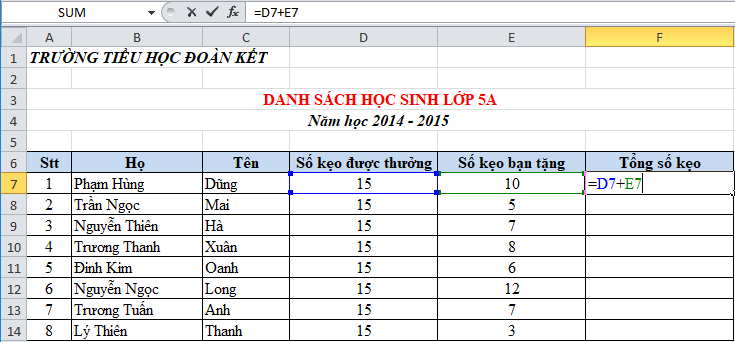 SUM =D7+E7
A B C D E F
1 TRƯỜNG TIỂU HỌC ĐOÀN KẾT
2
3 DANH SÁCH HỌC SINH LỚP 5A
4 Năm học 2014 - 2015
5
6 Stt Họ Tên Số kẹo được thưởng Số kẹo bạn tặng Tổng số kẹo
7 1 Phạm Hùng Dũng 15 10 =D7+E7
8 2 Trần Ngọc Mai 15 5
9 3 Nguyễn Thiên Hà 15 7
10 4 Trương Thanh Xuân 15 8
11 5 Đinh Kim Oanh 15 6
12 6 Nguyễn Ngọc Long 15 12
13 7 Trương Tuấn Anh 15 7
14 8 Lý Thiên Thanh 15 3